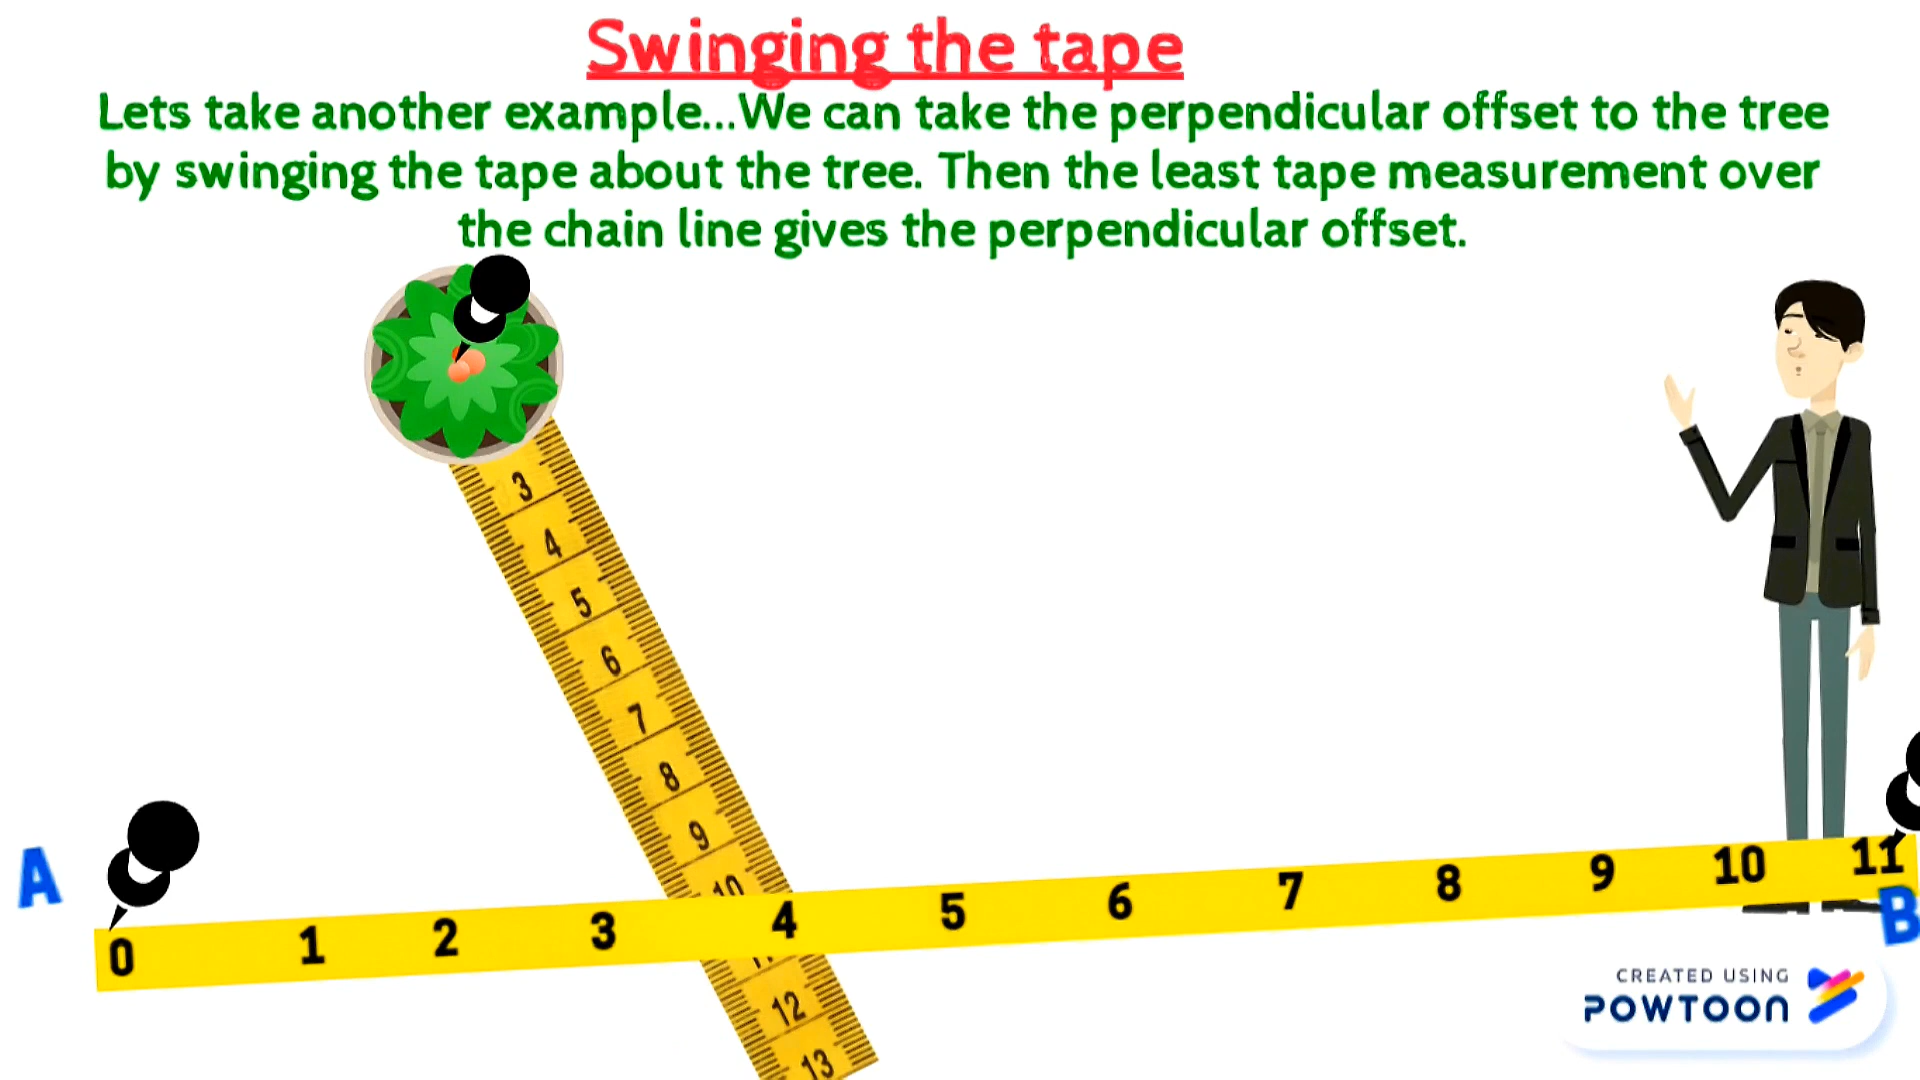 Swinging the tape
Lets take another example...We can take the perpendicular offset to the tree
by swinging the tape about the tree. Then the least tape measurement over
the chain line gives the perpendicular offset.
3
4
5
6
7
8
9
10
A
0 1 2 3 4 5 6 7 8 9 10 11
B
12
13
CREATED USING
POWTOON